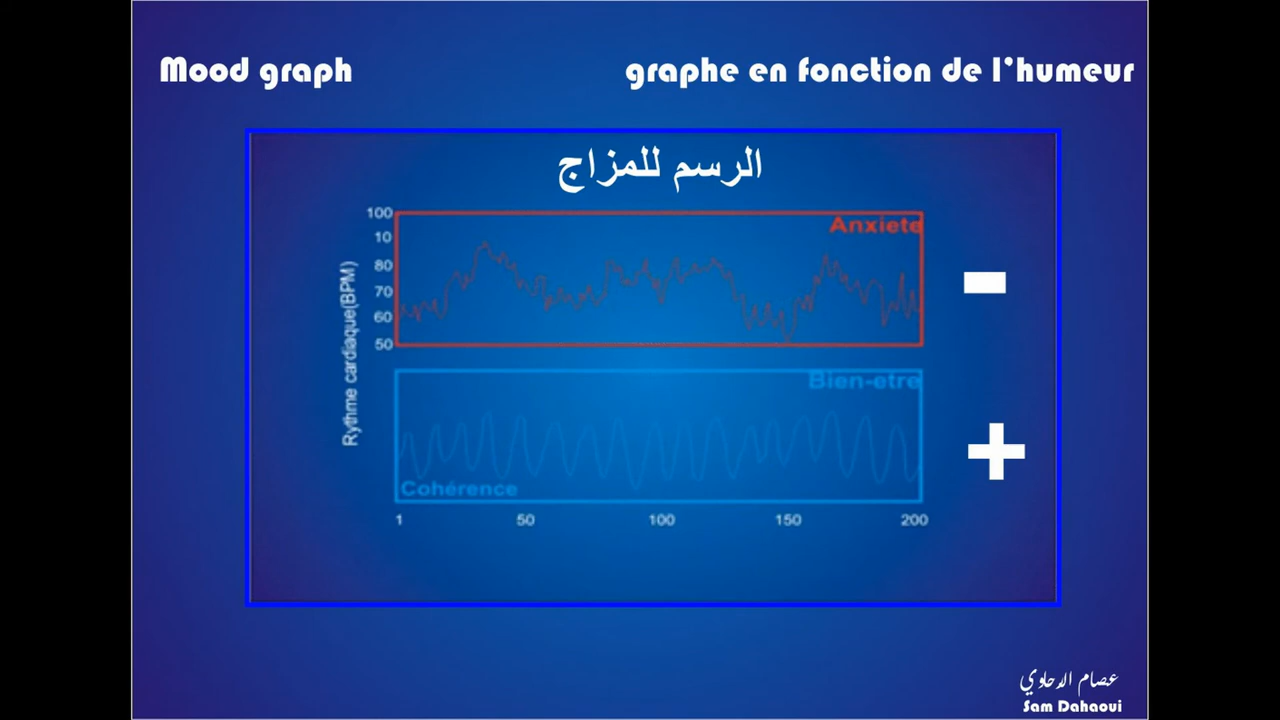 Mood graph
graphe en fonction de l'humeur
الرسم للمزاج
Rythme cardiaque(BPM)
100
10
80
70
60
50
Anxiete
-
Bien-etre
+
Cohérence
1 50 100 150 200
عصام الدحاوي
Sam Dahaoui